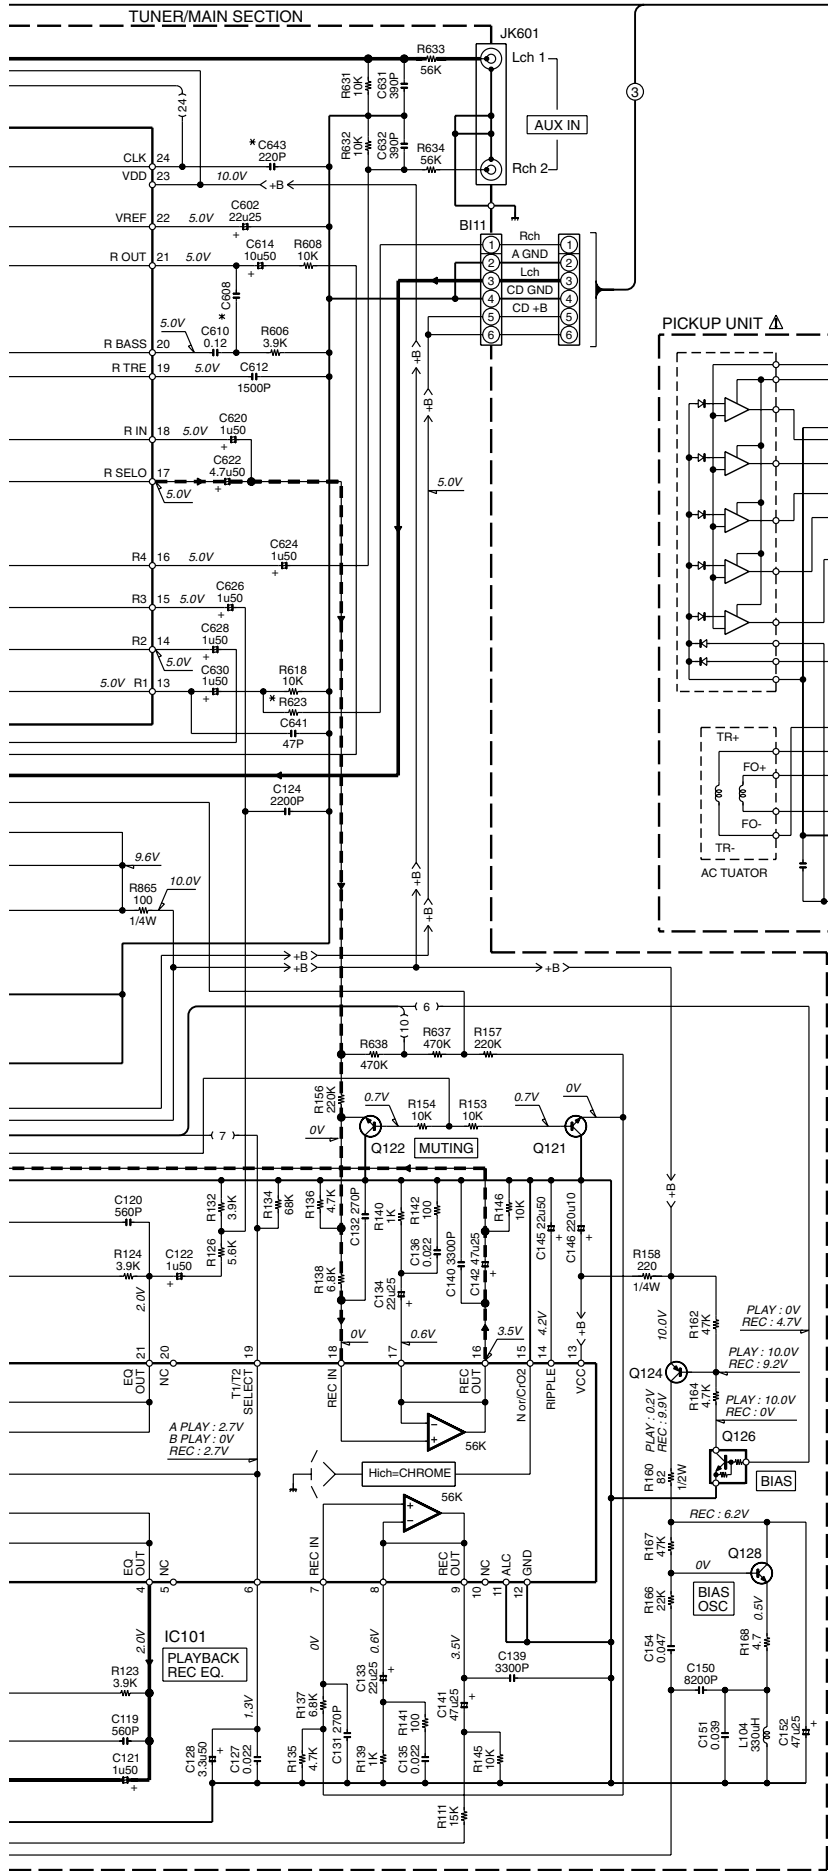 TUNER/MAIN SECTION
JK601
Lch 1
Rch 2
AUX IN
3
R633
56K
R631
10K
C631
390P
R632
10K
C632
390P
R634
56K
24
CLK 24
* C643
220P
VDD 23
10.0V
+B
VREF 22
5.0V
C602
22u25
+
R OUT 21
5.0V
C614
10u50
+
R608
10K
* C608
BI11
1 Rch 1
2 A GND 2
3 Lch 3
4 CD GND 4
5 CD +B 5
6 6
R BASS 20
5.0V
C610
0.12
R606
3.9K
R TRE 19
5.0V
C612
1500P
+B
+B
R IN 18
5.0V
C620
1u50
+
R SELO 17
5.0V
C622
4.7u50
+
5.0V
R4 16
5.0V
C624
1u50
+
R3 15
5.0V
C626
1u50
+
R2 14
5.0V
C628
1u50
+
5.0V R1 13
C630
1u50
+
R618
10K
* R623
C641
47P
PICKUP UNIT ⚠
TR+
FO+
FO-
TR-
AC TUATOR
C124
2200P
9.6V
R865
100
1/4W
10.0V
+B
+B
+B
+B
+B
6
10
R638
470K
R637
470K
R157
220K
R156
220K
0.7V
R154
10K
R153
10K
0.7V
0V
0V
Q122
MUTING
Q121
7
C120
560P
R132
3.9K
R134
68K
R136
4.7K
C132 270P
R140
1K
R142
100
C136
0.022
C140 3300P
C142 47u25
+
R146
10K
C145 22u50
+
C146 220u10
+
+B
R124
3.9K
C122
1u50
+
R126
5.6K
R138
6.8K
C134
22u25
+
R158
220
1/4W
2.0V
0V
0.6V
3.5V
4.2V
+B
10.0V
R162
47K
PLAY : 0V
REC : 4.7V
PLAY : 10.0V
REC : 9.2V
Q124
R164
4.7K
PLAY : 10.0V
REC : 0V
21
20
19
18
17
16
15
14
13
EQ
OUT
NC
T1/T2
SELECT
REC IN
REC
OUT
N or/CrO2
RIPPLE
VCC
A PLAY : 2.7V
B PLAY : 0V
REC : 2.7V
56K
PLAY : 0.2V
REC : 9.9V
Q126
BIAS
R160
82
1/2W
Hich=CHROME
56K
REC : 6.2V
R167
47K
0V
Q128
EQ
OUT
NC
REC IN
REC
OUT
NC
ALC
GND
4
5
6
7
8
9
10
11
12
R166
22K
BIAS
OSC
0.5V
IC101
PLAYBACK
REC EQ.
2.0V
0V
0.6V
3.5V
C154
0.047
R168
4.7
R123
3.9K
1.3V
C133
22u25
+
C139
3300P
C150
8200P
R137
6.8K
C141
47u25
+
C119
560P
C121
1u50
+
C128
3.3u50
+
C127
0.022
R135
4.7K
C131 270P
R139
1K
R141
100
C135
0.022
R145
10K
C151
0.039
L104
330uH
C152
47u25
+
R111
15K